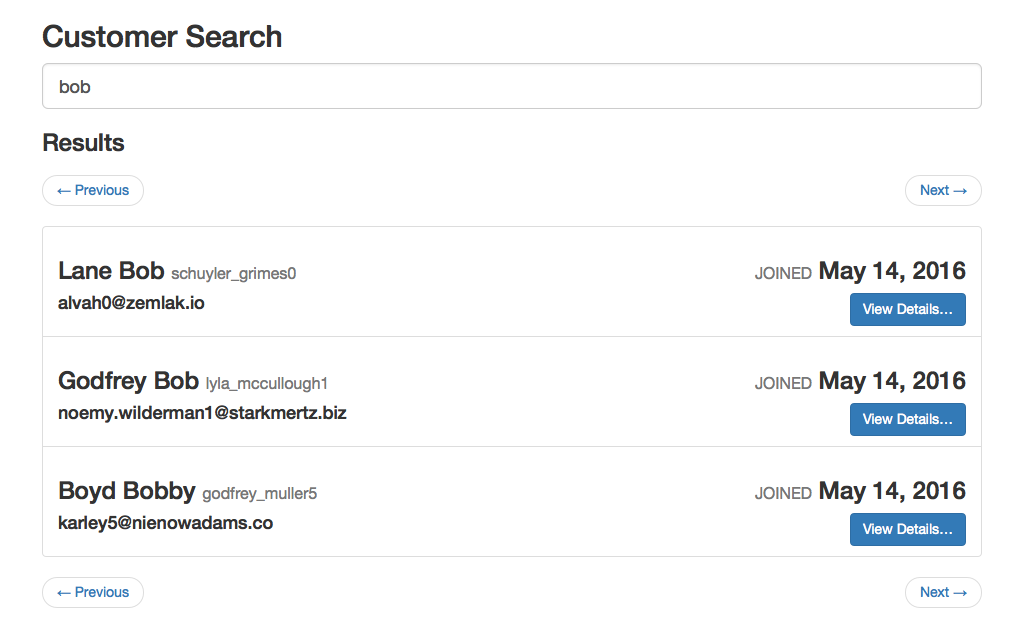 Customer Search
bob
Results
← Previous Next →
Lane Bob schuyler_grimes0 JOINED May 14, 2016
alvah0@zemlak.io View Details...
Godfrey Bob lyla_mccullough1 JOINED May 14, 2016
noemy.wilderman1@starkmertz.biz View Details...
Boyd Bobby godfrey_muller5 JOINED May 14, 2016
karley5@nienowadams.co View Details...
← Previous Next →